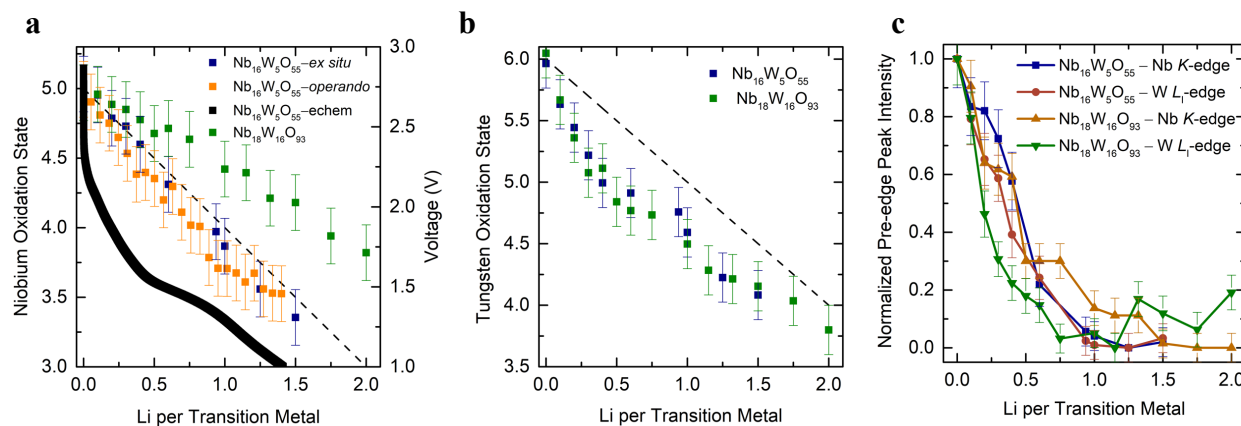 a
5.0
4.5
4.0
3.5
3.0
Niobium Oxidation State
0.0 0.5 1.0 1.5 2.0
Li per Transition Metal
3.0
2.5
2.0
1.5
1.0
Voltage (V)
Nb₁₆W₅O₅₅–ex situ
Nb₁₆W₅O₅₅–operando
Nb₁₆W₅O₅₅–echem
Nb₁₈W₁₆O₉₃
b
6.0
5.5
5.0
4.5
4.0
3.5
Tungsten Oxidation State
0.0 0.5 1.0 1.5 2.0
Li per Transition Metal
Nb₁₆W₅O₅₅
Nb₁₈W₁₆O₉₃
c
1.0
0.8
0.6
0.4
0.2
0.0
Normalized Pre-edge Peak Intensity
0.0 0.5 1.0 1.5 2.0
Li per Transition Metal
Nb₁₆W₅O₅₅ – Nb K-edge
Nb₁₆W₅O₅₅ – W L₁-edge
Nb₁₈W₁₆O₉₃ – Nb K-edge
Nb₁₈W₁₆O₉₃ – W L₁-edge